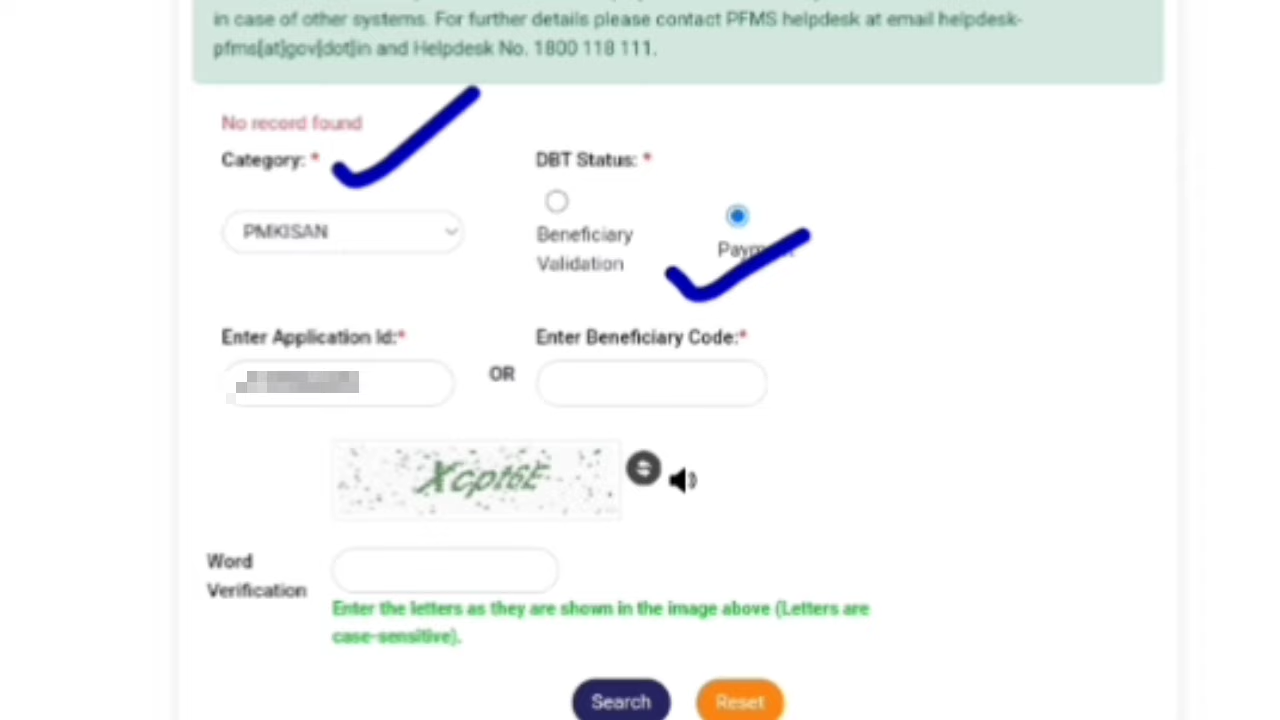 in case of other systems. For further details please contact PFMS helpdesk at email helpdesk-
pfms[at]gov[dot]in and Helpdesk No. 1800 118 111.
No record found
Category: *
DBT Status: *
PMKISAN
Beneficiary
Validation
Enter Application Id:*
Enter Beneficiary Code:*
OR
Xcpt6E
Word
Verification
Enter the letters as they are shown in the image above (Letters are
case-sensitive).
Search
Reset